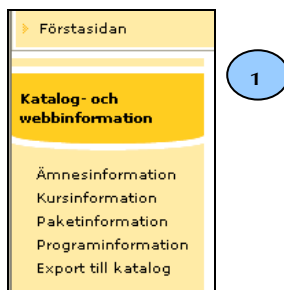 Förstasidan
1
Katalog- och
webbinformation
Ämnesinformation
Kursinformation
Paketinformation
Programinformation
Export till katalog